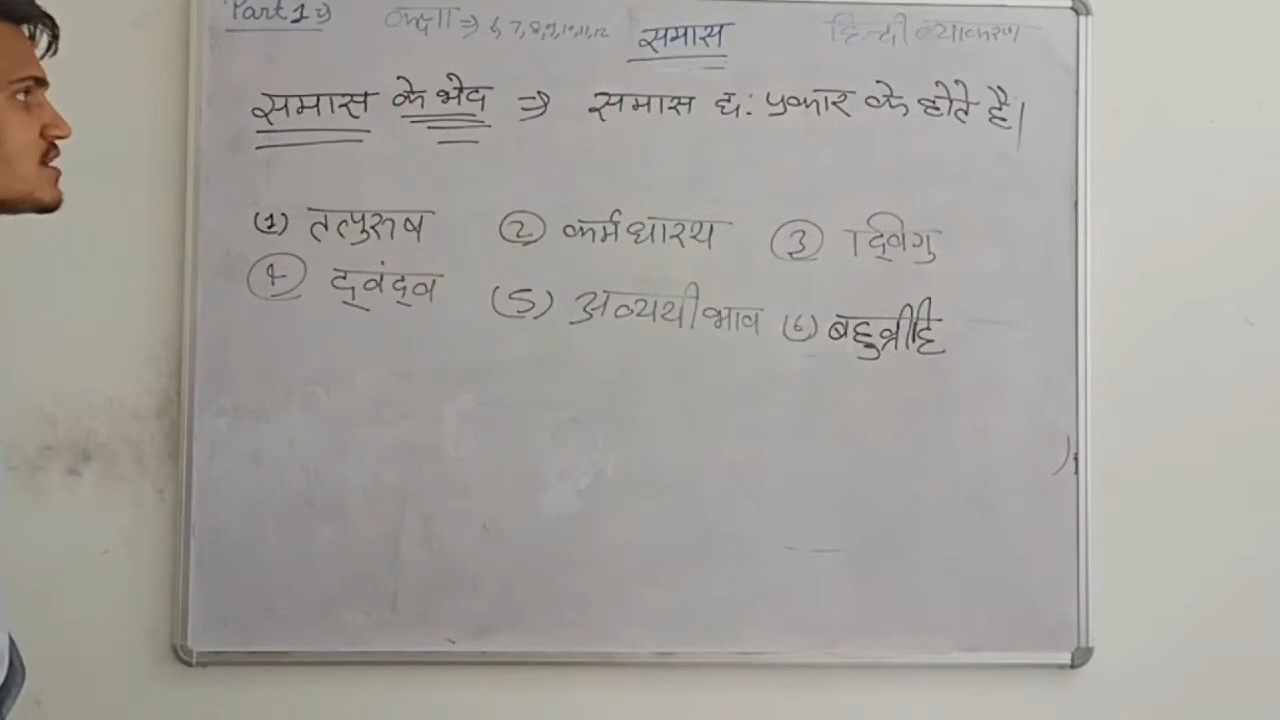 Part 1 ⇒ कक्षा ⇒ 6,7,8,9,10,11,12 समास हिन्दी व्याकरण
समास के भेद ⇒ समास छ: प्रकार के होते है।
(1) तत्पुरुष (2) कर्मधारय (3) द्विगु
(4) द्वंद्व (5) अव्ययीभाव (6) बहुव्रीहि